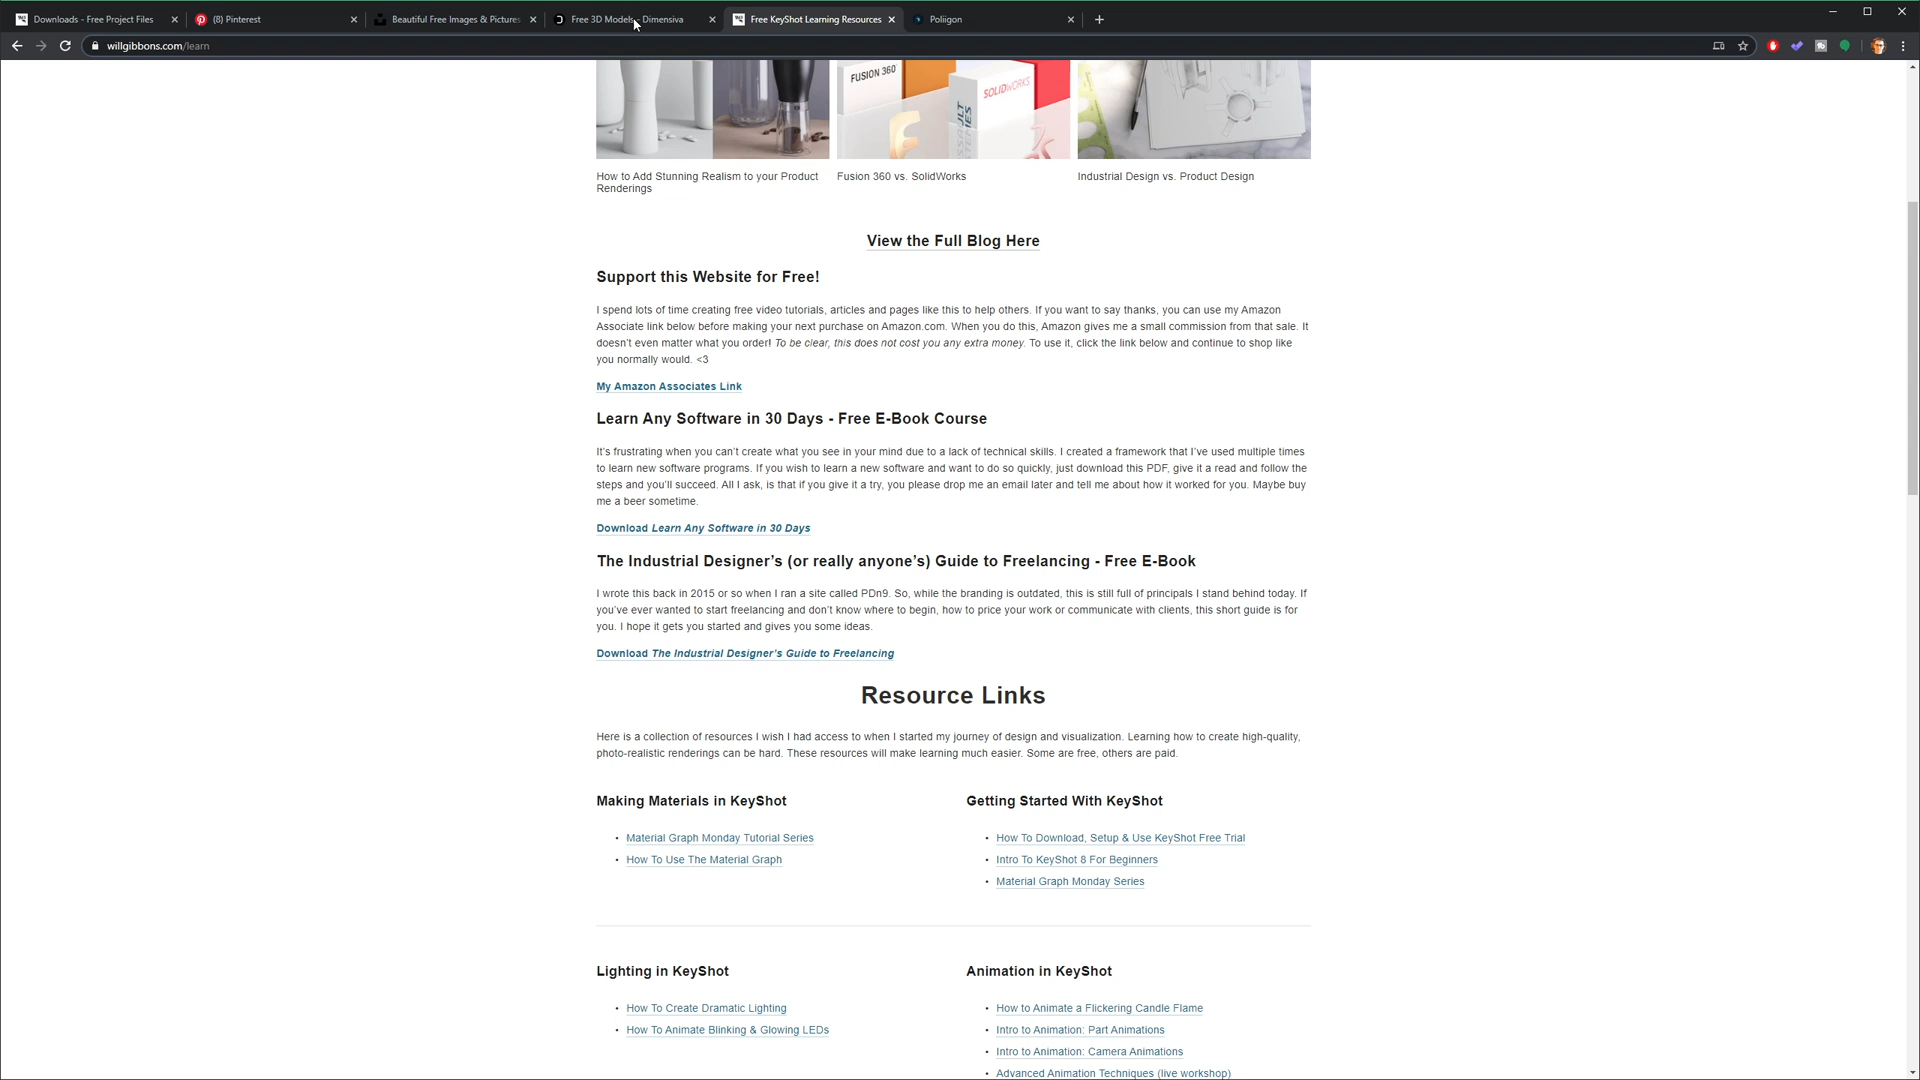 Downloads - Free Project Files
(8) Pinterest
Beautiful Free Images & Pictures
Free 3D Models - Dimensiva
Free KeyShot Learning Resources
Poliigon
willgibbons.com/learn
FUSION 360
SOLIDWORKS
How to Add Stunning Realism to your Product
Renderings
Fusion 360 vs. SolidWorks
Industrial Design vs. Product Design
View the Full Blog Here
Support this Website for Free!
I spend lots of time creating free video tutorials, articles and pages like this to help others. If you want to say thanks, you can use my Amazon
Associate link below before making your next purchase on Amazon.com. When you do this, Amazon gives me a small commission from that sale. It
doesn't even matter what you order! To be clear, this does not cost you any extra money. To use it, click the link below and continue to shop like
you normally would. <3
My Amazon Associates Link
Learn Any Software in 30 Days - Free E-Book Course
It's frustrating when you can't create what you see in your mind due to a lack of technical skills. I created a framework that I've used multiple times
to learn new software programs. If you wish to learn a new software and want to do so quickly, just download this PDF, give it a read and follow the
steps and you'll succeed. All I ask, is that if you give it a try, you please drop me an email later and tell me about how it worked for you. Maybe buy
me a beer sometime.
Download Learn Any Software in 30 Days
The Industrial Designer's (or really anyone's) Guide to Freelancing - Free E-Book
I wrote this back in 2015 or so when I ran a site called PDn9. So, while the branding is outdated, this is still full of principals I stand behind today. If
you've ever wanted to start freelancing and don't know where to begin, how to price your work or communicate with clients, this short guide is for
you. I hope it gets you started and gives you some ideas.
Download The Industrial Designer's Guide to Freelancing
Resource Links
Here is a collection of resources I wish I had access to when I started my journey of design and visualization. Learning how to create high-quality,
photo-realistic renderings can be hard. These resources will make learning much easier. Some are free, others are paid.
Making Materials in KeyShot
• Material Graph Monday Tutorial Series
• How To Use The Material Graph
Getting Started With KeyShot
• How To Download, Setup & Use KeyShot Free Trial
• Intro To KeyShot 8 For Beginners
• Material Graph Monday Series
Lighting in KeyShot
• How To Create Dramatic Lighting
• How To Animate Blinking & Glowing LEDs
Animation in KeyShot
• How to Animate a Flickering Candle Flame
• Intro to Animation: Part Animations
• Intro to Animation: Camera Animations
• Advanced Animation Techniques (live workshop)